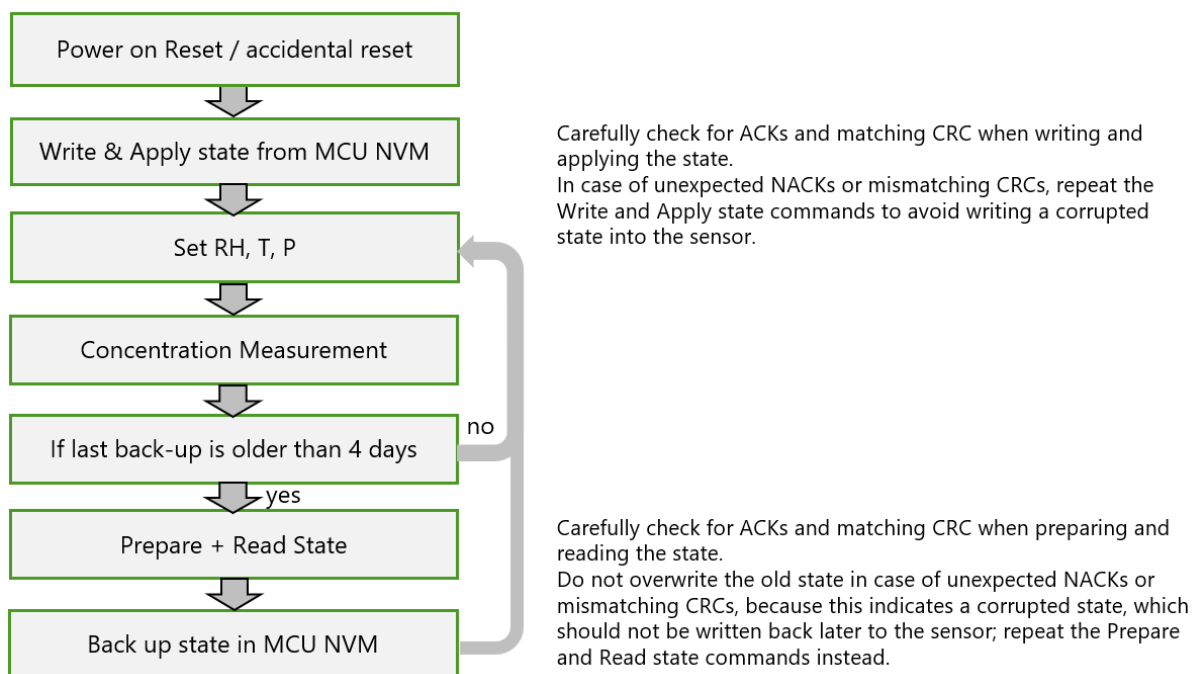 Power on Reset / accidental reset
Write & Apply state from MCU NVM
Carefully check for ACKs and matching CRC when writing and
applying the state.
In case of unexpected NACKs or mismatching CRCs, repeat the
Write and Apply state commands to avoid writing a corrupted
state into the sensor.
Set RH, T, P
Concentration Measurement
If last back-up is older than 4 days
no
yes
Prepare + Read State
Carefully check for ACKs and matching CRC when preparing and
reading the state.
Do not overwrite the old state in case of unexpected NACKs or
mismatching CRCs, because this indicates a corrupted state, which
should not be written back later to the sensor; repeat the Prepare
and Read state commands instead.
Back up state in MCU NVM